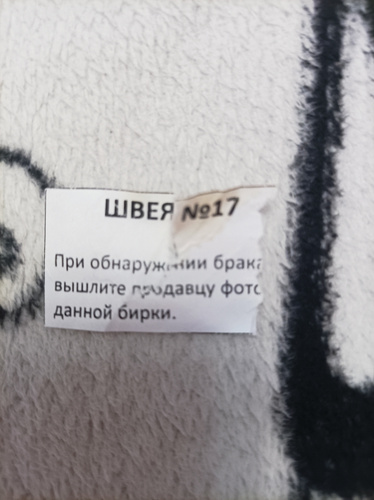 ШВЕЯ №17
При обнаружении брака
вышлите продавцу фото
данной бирки.